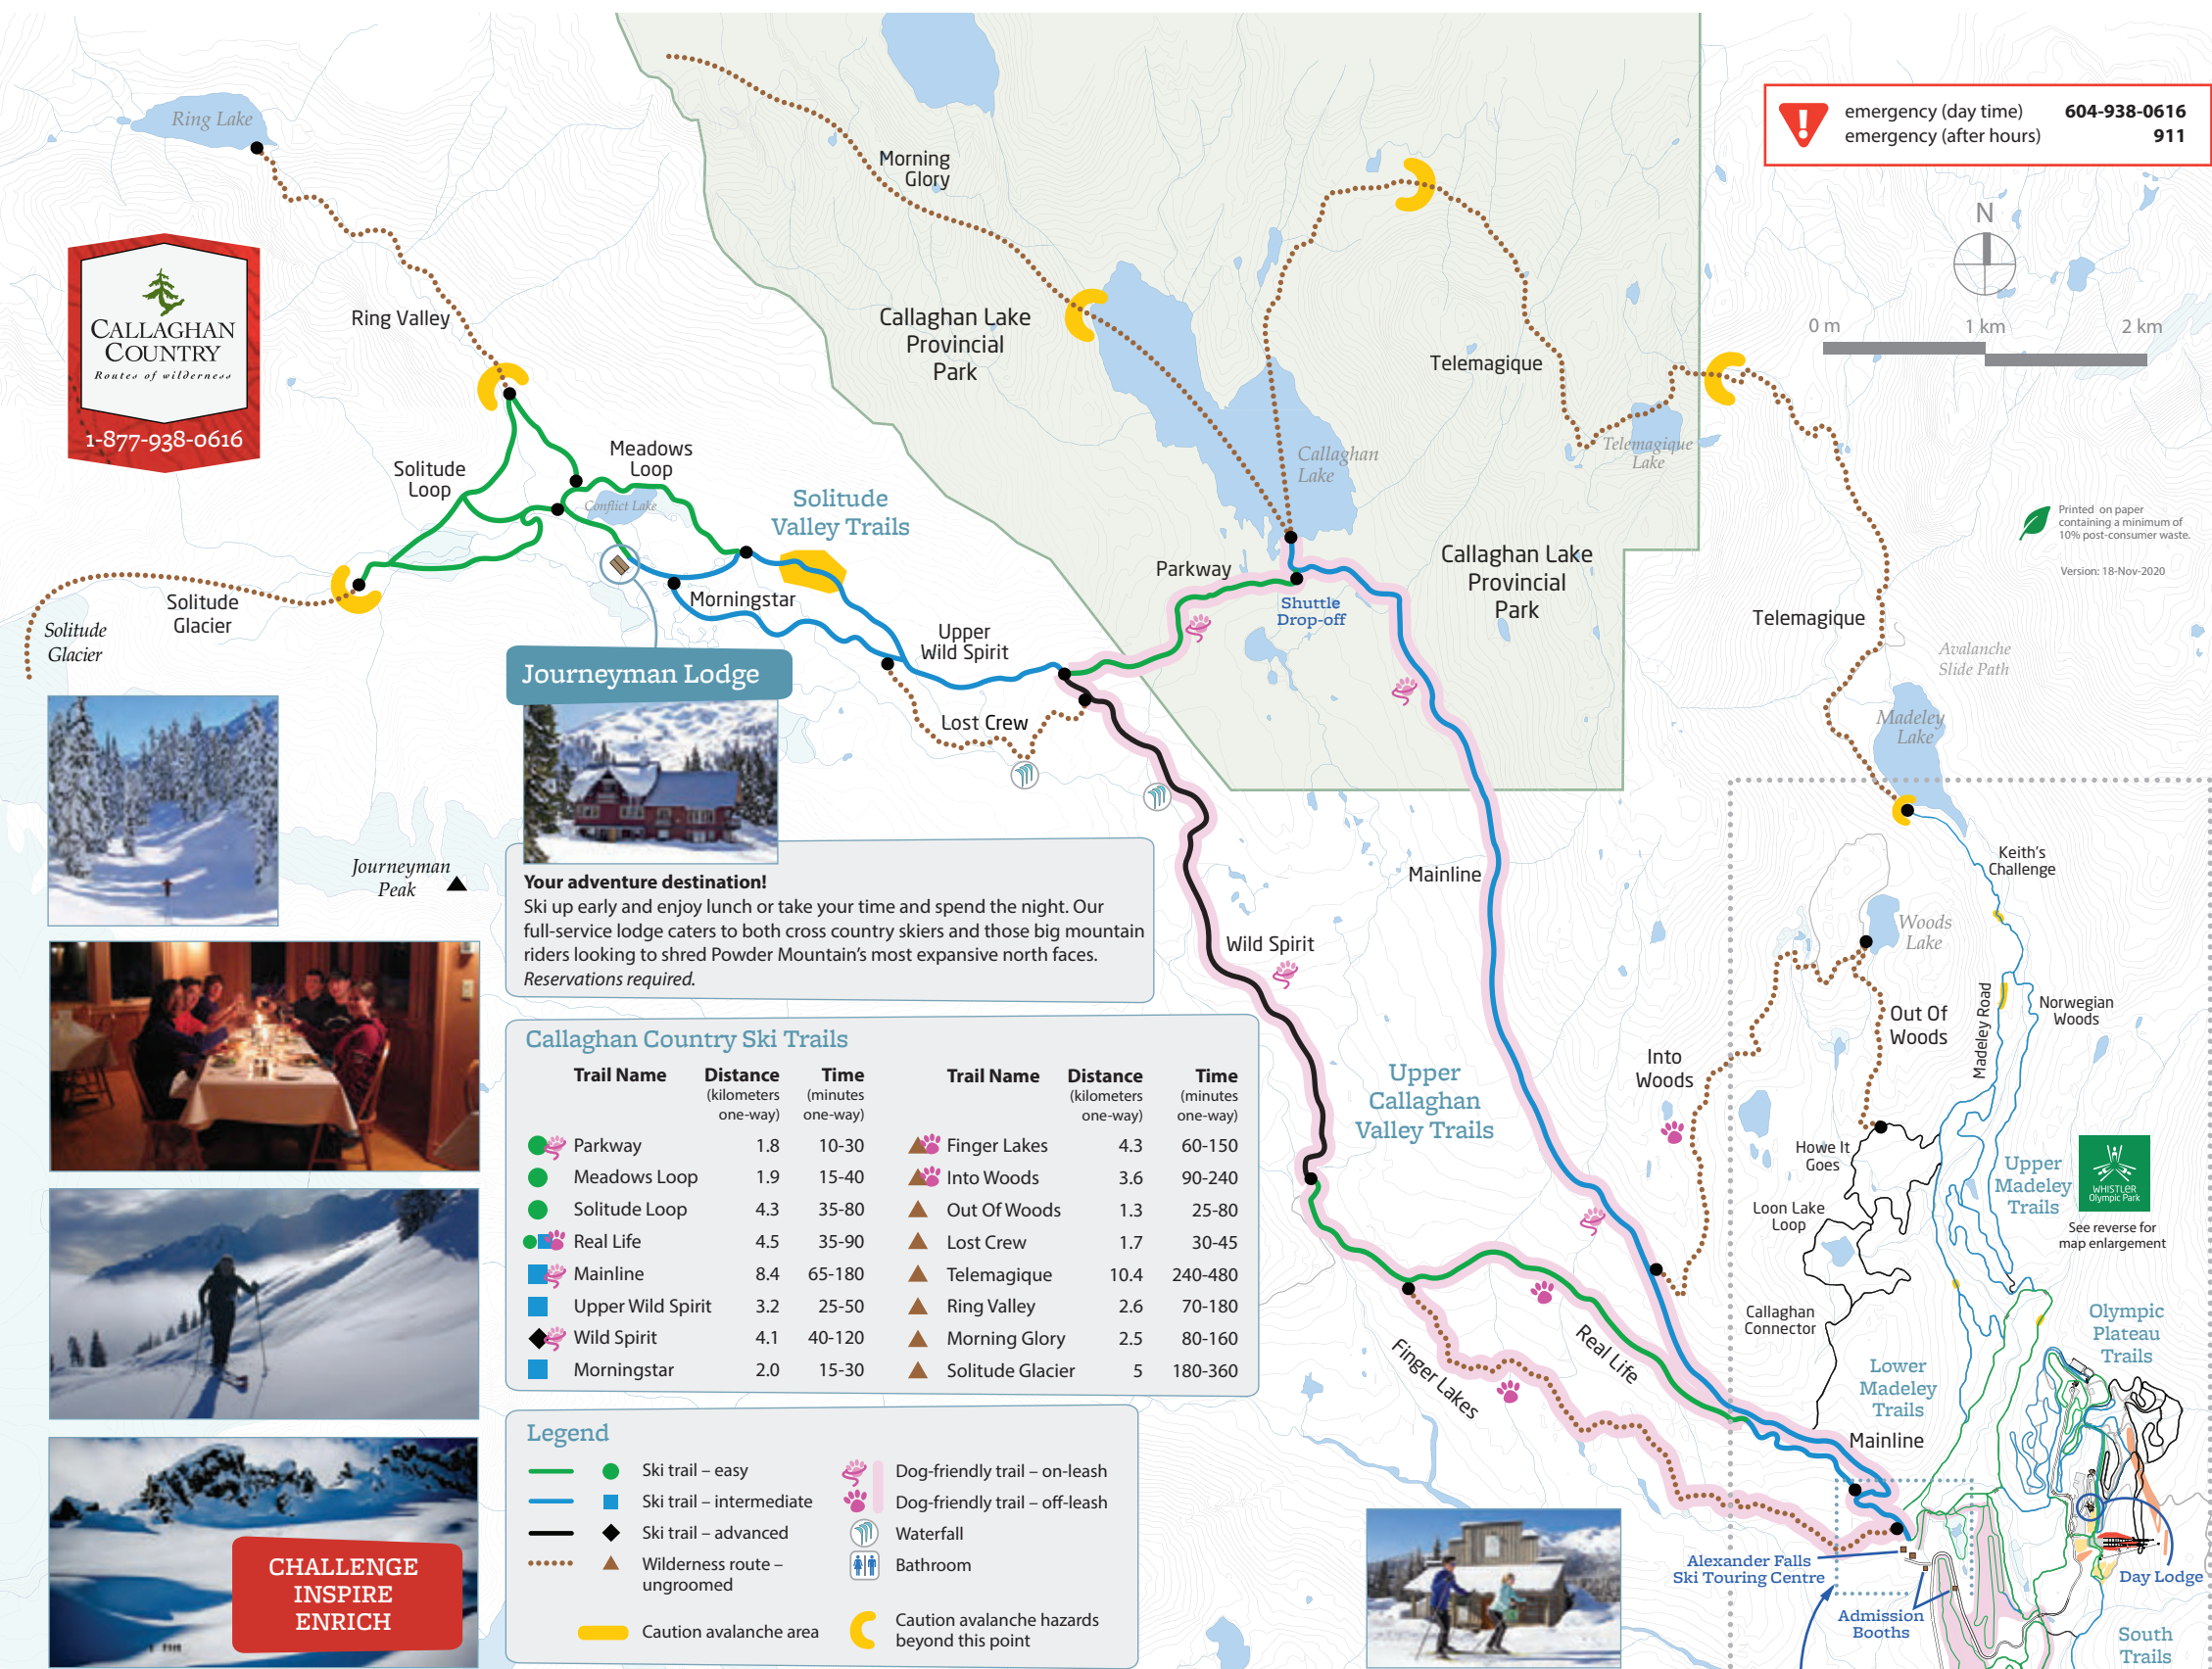 emergency (day time) 604-938-0616
emergency (after hours) 911
N
0 m 1 km 2 km
Ring Lake
CALLAGHAN
COUNTRY
Routes of wilderness
1-877-938-0616
Ring Valley
Morning
Glory
Callaghan Lake
Provincial
Park
Telemagique
Telemagique
Lake
Callaghan
Lake
Solitude
Loop
Meadows
Loop
Conflict Lake
Solitude
Valley Trails
Printed on paper
containing a minimum of
10% post-consumer waste.
Version: 18-Nov-2020
Parkway
Shuttle
Drop-off
Callaghan Lake
Provincial
Park
Telemagique
Avalanche
Slide Path
Solitude
Glacier
Solitude
Glacier
Morningstar
Upper
Wild Spirit
Lost Crew
Madeley
Lake
Journeyman Lodge
Journeyman
Peak
Your adventure destination!
Ski up early and enjoy lunch or take your time and spend the night. Our
full-service lodge caters to both cross country skiers and those big mountain
riders looking to shred Powder Mountain's most expansive north faces.
Reservations required.
Mainline
Wild Spirit
Keith's
Challenge
Woods
Lake
Out Of
Woods
Madeley Road
Norwegian
Woods
Into
Woods
Upper
Callaghan
Valley Trails
Howe It
Goes
Loon Lake
Loop
Callaghan
Connector
Upper
Madeley
Trails
WHISTLER
Olympic Park
See reverse for
map enlargement
Olympic
Plateau
Trails
Lower
Madeley
Trails
Mainline
Real Life
Finger Lakes
Alexander Falls
Ski Touring Centre
Admission
Booths
Day Lodge
South
Trails
Callaghan Country Ski Trails
Trail Name Distance Time Trail Name Distance Time
(kilometers (minutes (kilometers (minutes
one-way) one-way) one-way) one-way)
Parkway 1.8 10-30 Finger Lakes 4.3 60-150
Meadows Loop 1.9 15-40 Into Woods 3.6 90-240
Solitude Loop 4.3 35-80 Out Of Woods 1.3 25-80
Real Life 4.5 35-90 Lost Crew 1.7 30-45
Mainline 8.4 65-180 Telemagique 10.4 240-480
Upper Wild Spirit 3.2 25-50 Ring Valley 2.6 70-180
Wild Spirit 4.1 40-120 Morning Glory 2.5 80-160
Morningstar 2.0 15-30 Solitude Glacier 5 180-360
Legend
Ski trail – easy
Ski trail – intermediate
Ski trail – advanced
Wilderness route –
ungroomed
Caution avalanche area
Dog-friendly trail – on-leash
Dog-friendly trail – off-leash
Waterfall
Bathroom
Caution avalanche hazards
beyond this point
CHALLENGE
INSPIRE
ENRICH